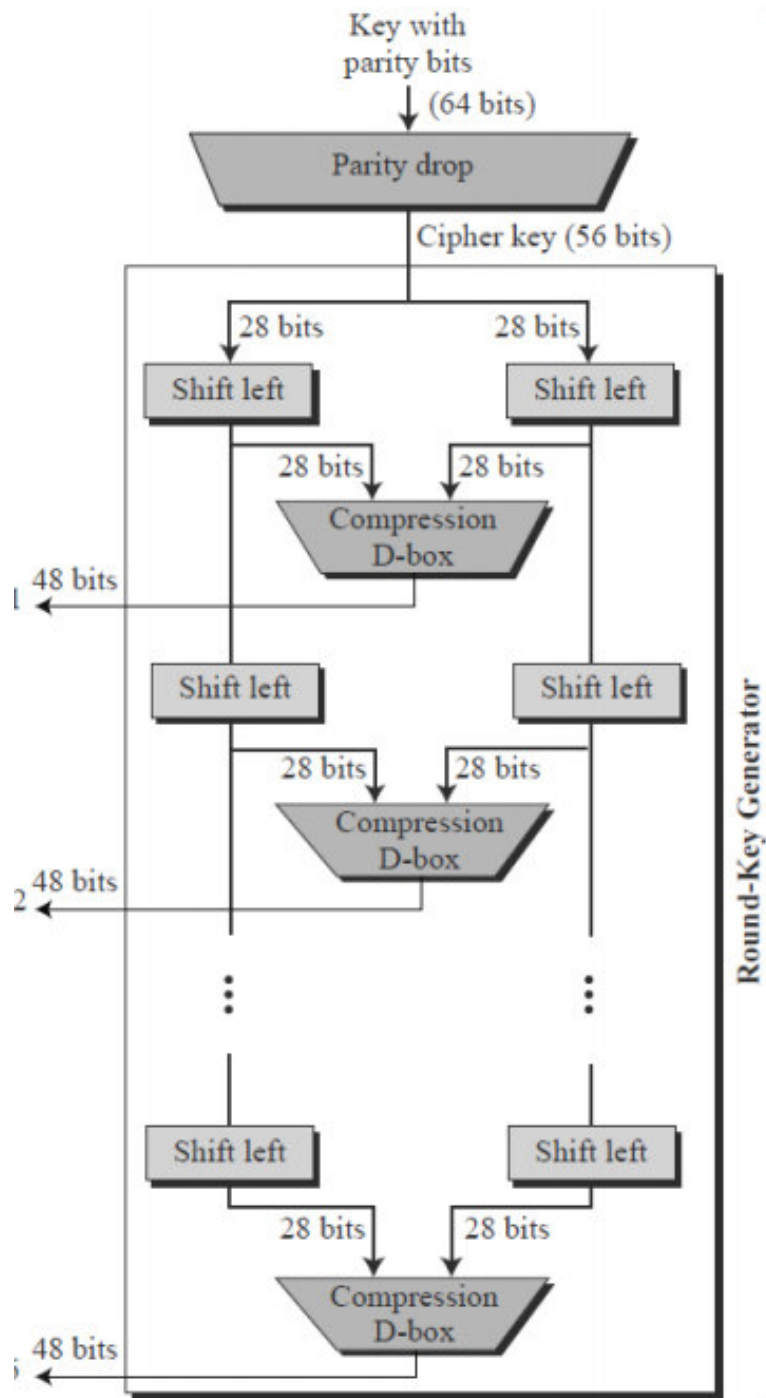 Key with
parity bits
(64 bits)
Parity drop
Cipher key (56 bits)
28 bits
28 bits
Shift left
Shift left
28 bits
28 bits
Compression
D-box
48 bits
1
Shift left
Shift left
28 bits
28 bits
Compression
D-box
48 bits
2
Round-Key Generator
Shift left
Shift left
28 bits
28 bits
Compression
D-box
48 bits